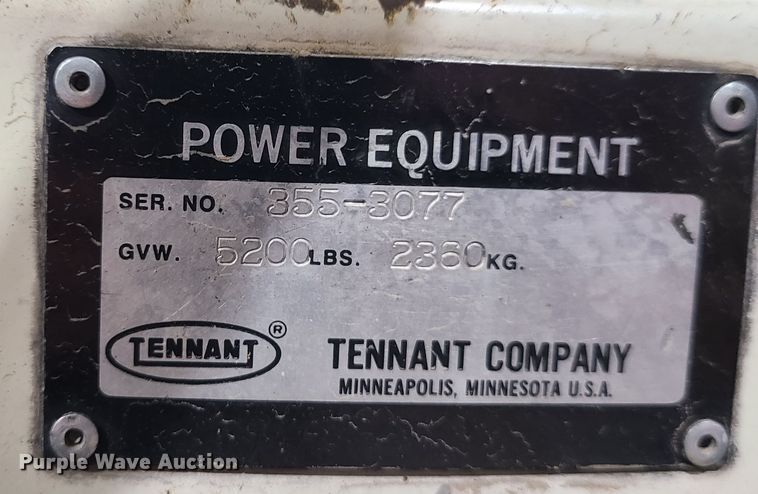 POWER EQUIPMENT
SER. NO. 355-3077
GVW. 5200 LBS. 2360 KG.
TENNANT ® TENNANT COMPANY
MINNEAPOLIS, MINNESOTA U.S.A.
Purple Wave Auction